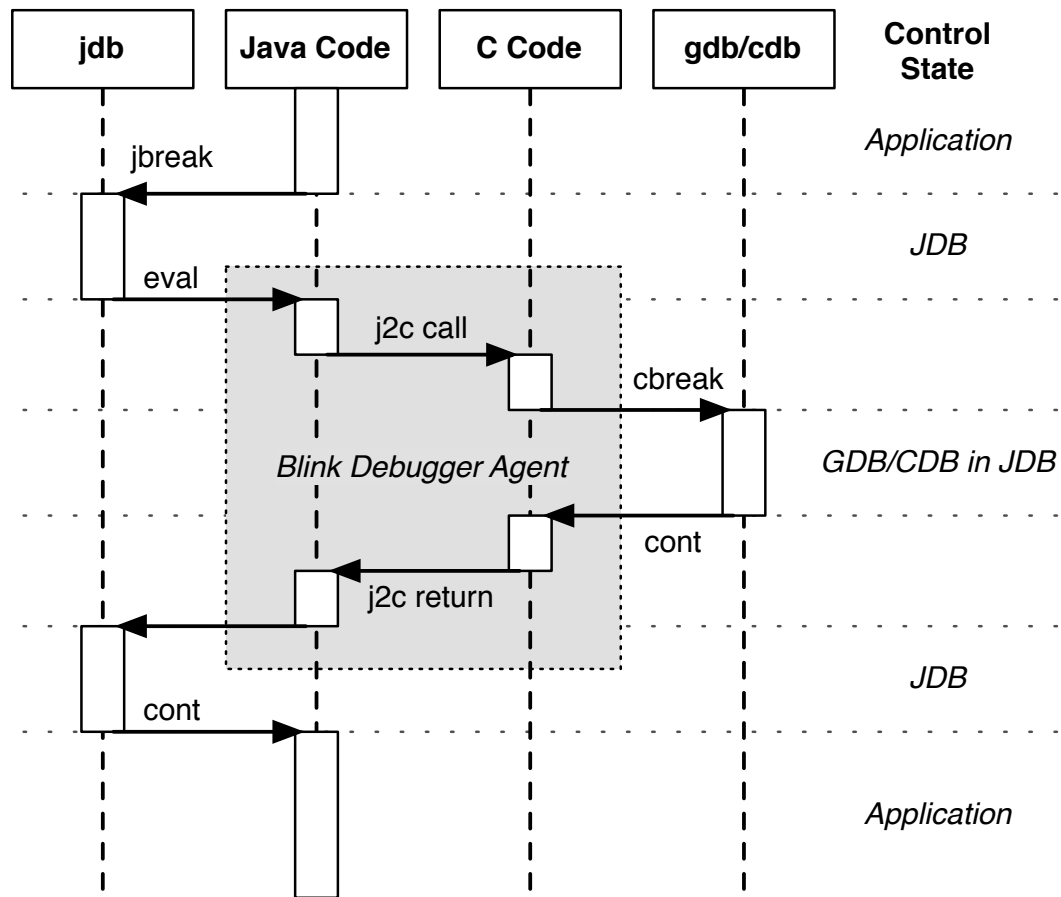 jdb
Java Code
C Code
gdb/cdb
Control
State
Application
jbreak
JDB
eval
j2c call
cbreak
Blink Debugger Agent
GDB/CDB in JDB
cont
j2c return
JDB
cont
Application